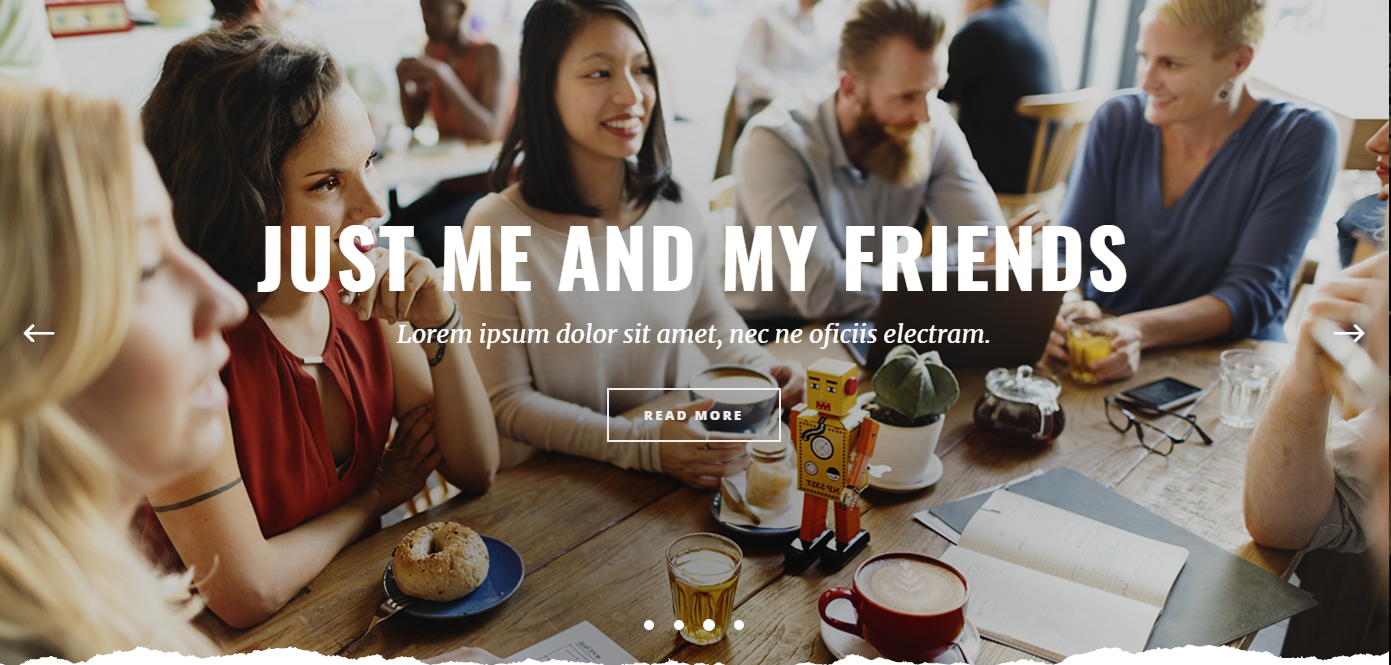 JUST ME AND MY FRIENDS
Lorem ipsum dolor sit amet, nec ne oficiis electram.
READ MORE